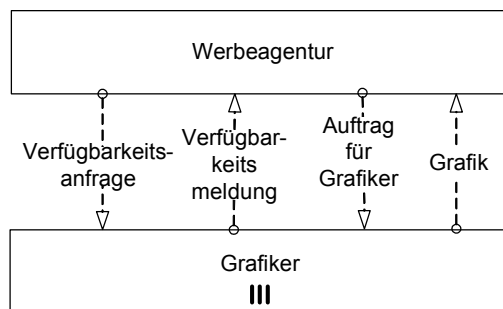 Werbeagentur
Verfügbarkeits-
anfrage
Verfügbar-
keits
meldung
Auftrag
für
Grafiker
Grafik
Grafiker